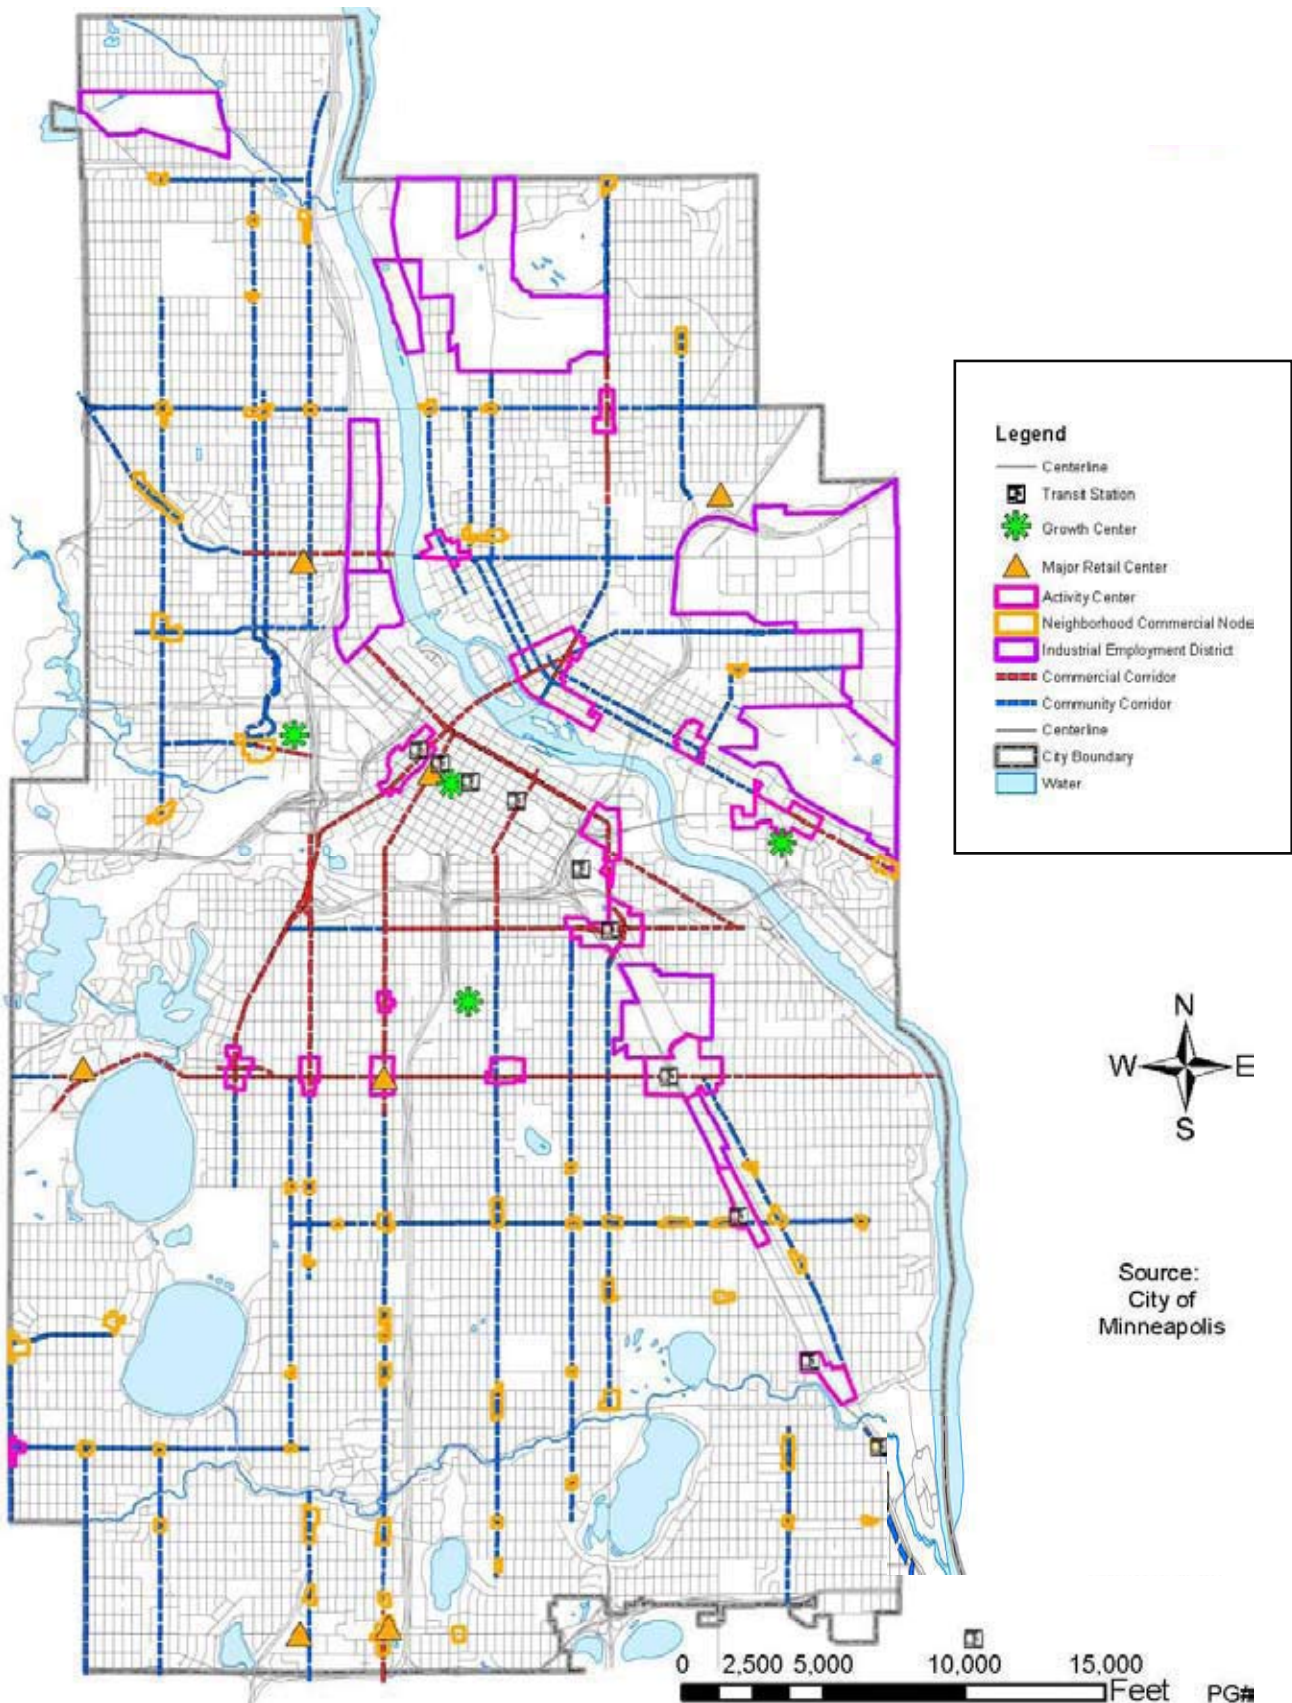 Legend
Centerline
Transit Station
Growth Center
Major Retail Center
Activity Center
Neighborhood Commercial Node
Industrial Employment District
Commercial Corridor
Community Corridor
Centerline
City Boundary
Water
N
W E
S
Source:
City of
Minneapolis
0 2,500 5,000 10,000 15,000
Feet
PG#